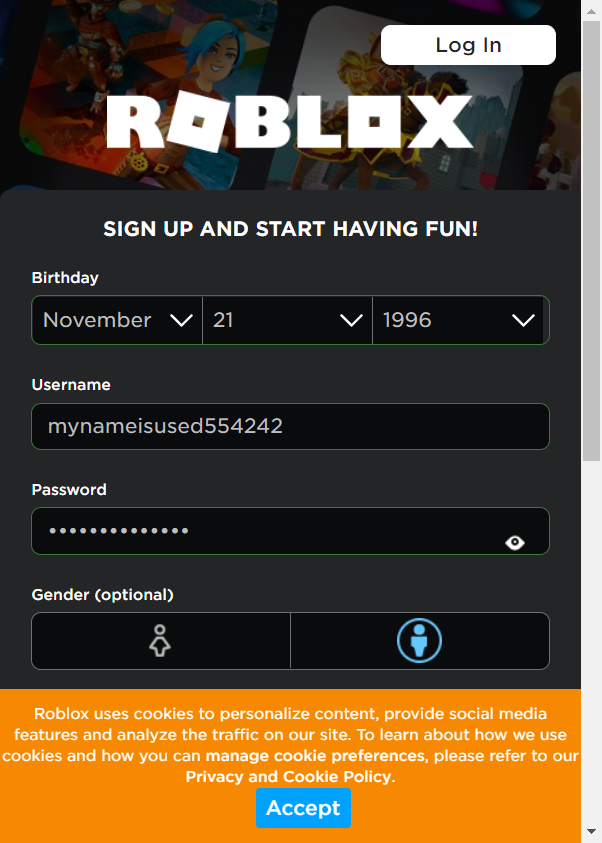 Log In
ROBLOX
SIGN UP AND START HAVING FUN!
Birthday
November 21 1996
Username
mynameisused554242
Password
••••••••••••••
Gender (optional)
Roblox uses cookies to personalize content, provide social media
features and analyze the traffic on our site. To learn about how we use
cookies and how you can manage cookie preferences, please refer to our
Privacy and Cookie Policy.
Accept